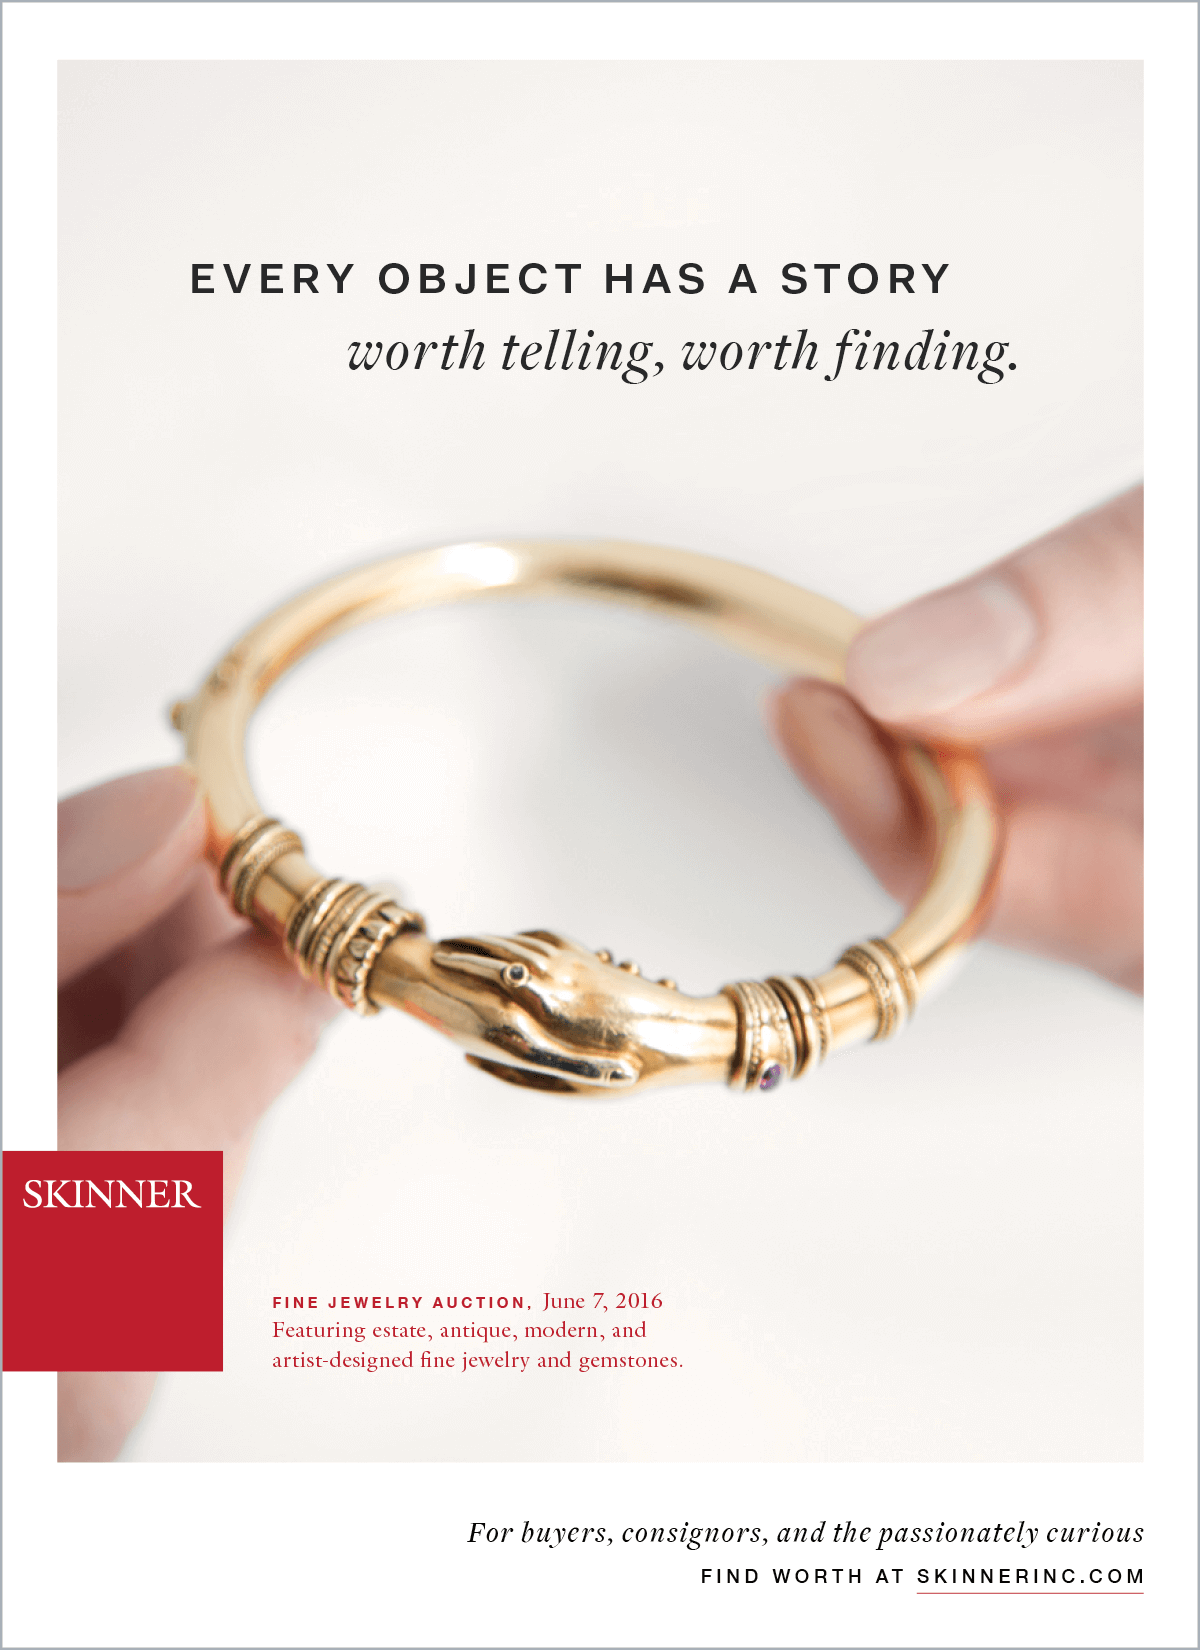 EVERY OBJECT HAS A STORY
worth telling, worth finding.
SKINNER
FINE JEWELRY AUCTION, June 7, 2016
Featuring estate, antique, modern, and
artist-designed fine jewelry and gemstones.
For buyers, consignors, and the passionately curious
FIND WORTH AT SKINNERINC.COM